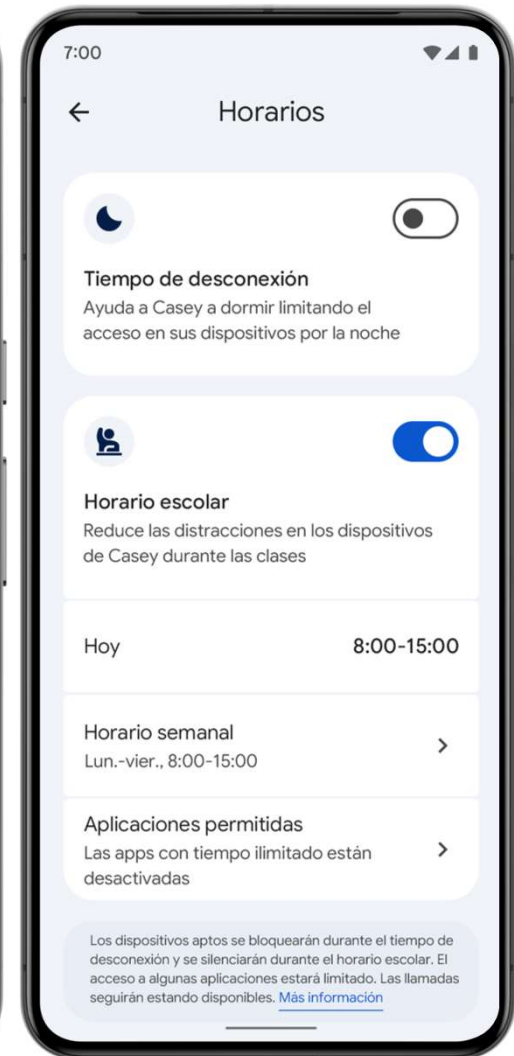 7:00
Horarios
Tiempo de desconexión
Ayuda a Casey a dormir limitando el
acceso en sus dispositivos por la noche
Horario escolar
Reduce las distracciones en los dispositivos
de Casey durante las clases
Hoy 8:00-15:00
Horario semanal
Lun.-vier., 8:00-15:00
Aplicaciones permitidas
Las apps con tiempo ilimitado están
desactivadas
Los dispositivos aptos se bloquearán durante el tiempo de
desconexión y se silenciarán durante el horario escolar. El
acceso a algunas aplicaciones estará limitado. Las llamadas
seguirán estando disponibles. Más información